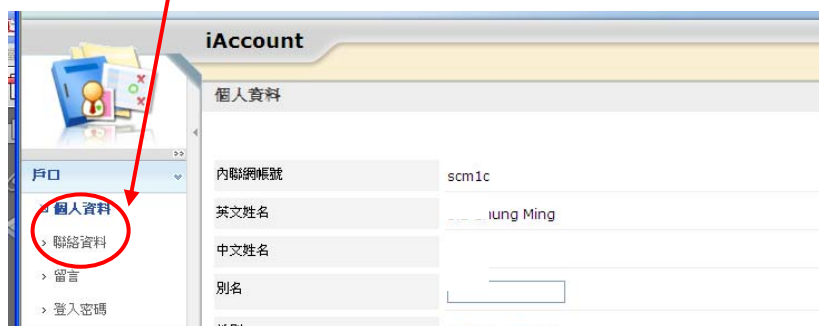 iAccount
個人資料
戶口
個人資料
聯絡資料
留言
登入密碼
內聯網帳號 scm1c
英文姓名 ung Ming
中文姓名
別名